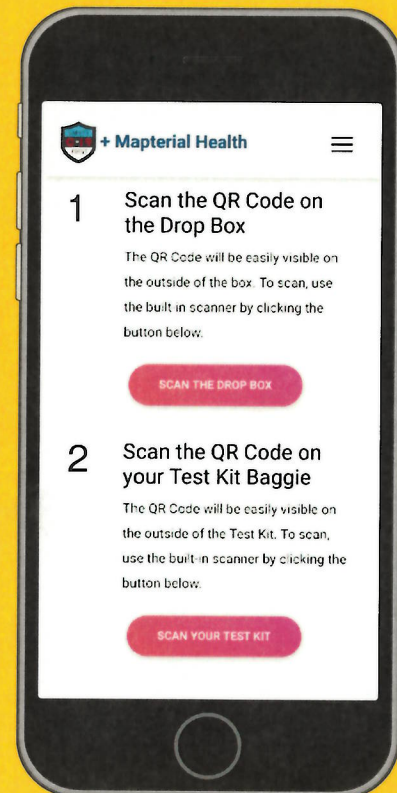 + Mapterial Health
1 Scan the QR Code on
the Drop Box
The QR Code will be easily visible on
the outside of the box. To scan, use
the built in scanner by clicking the
button below.
SCAN THE DROP BOX
2 Scan the QR Code on
your Test Kit Baggie
The QR Code will be easily visible on
the outside of the Test Kit. To scan,
use the built-in scanner by clicking the
button below.
SCAN YOUR TEST KIT